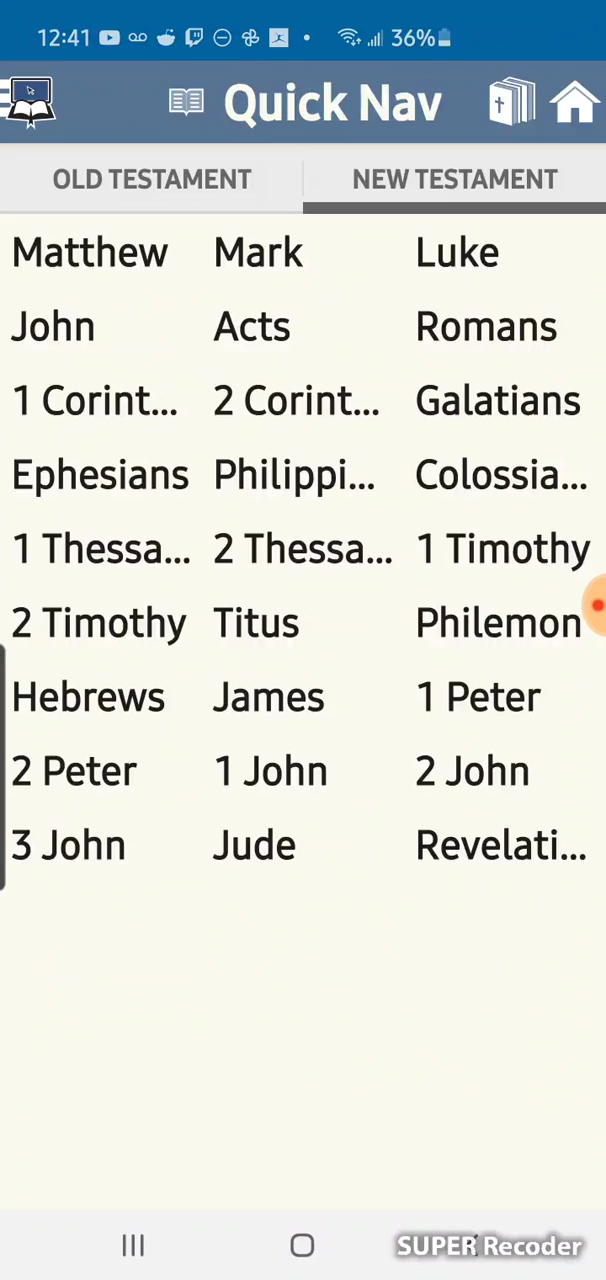 12:41 36%
Quick Nav
OLD TESTAMENT NEW TESTAMENT
Matthew Mark Luke
John Acts Romans
1 Corint... 2 Corint... Galatians
Ephesians Philippi... Colossia...
1 Thessa... 2 Thessa... 1 Timothy
2 Timothy Titus Philemon
Hebrews James 1 Peter
2 Peter 1 John 2 John
3 John Jude Revelati...
SUPER Recoder